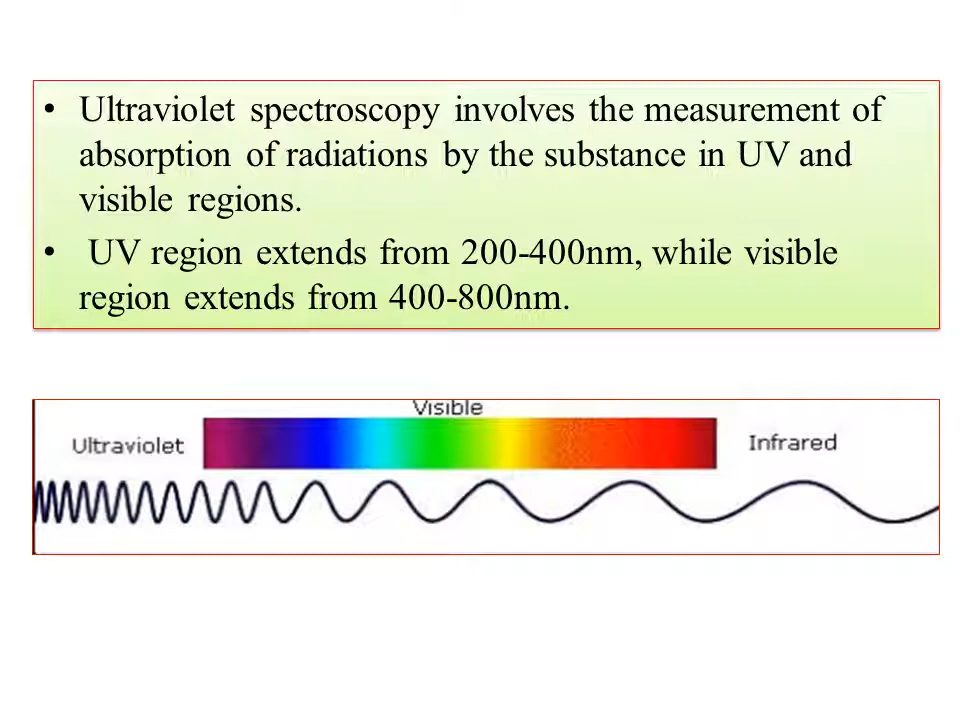 • Ultraviolet spectroscopy involves the measurement of
absorption of radiations by the substance in UV and
visible regions.
• UV region extends from 200-400nm, while visible
region extends from 400-800nm.
Visible
Ultraviolet
Infrared